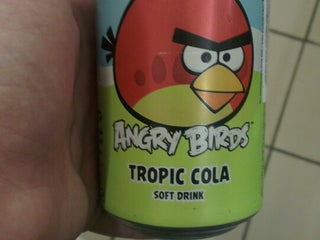 ANGRY BIRDS
TROPIC COLA
SOFT DRINK